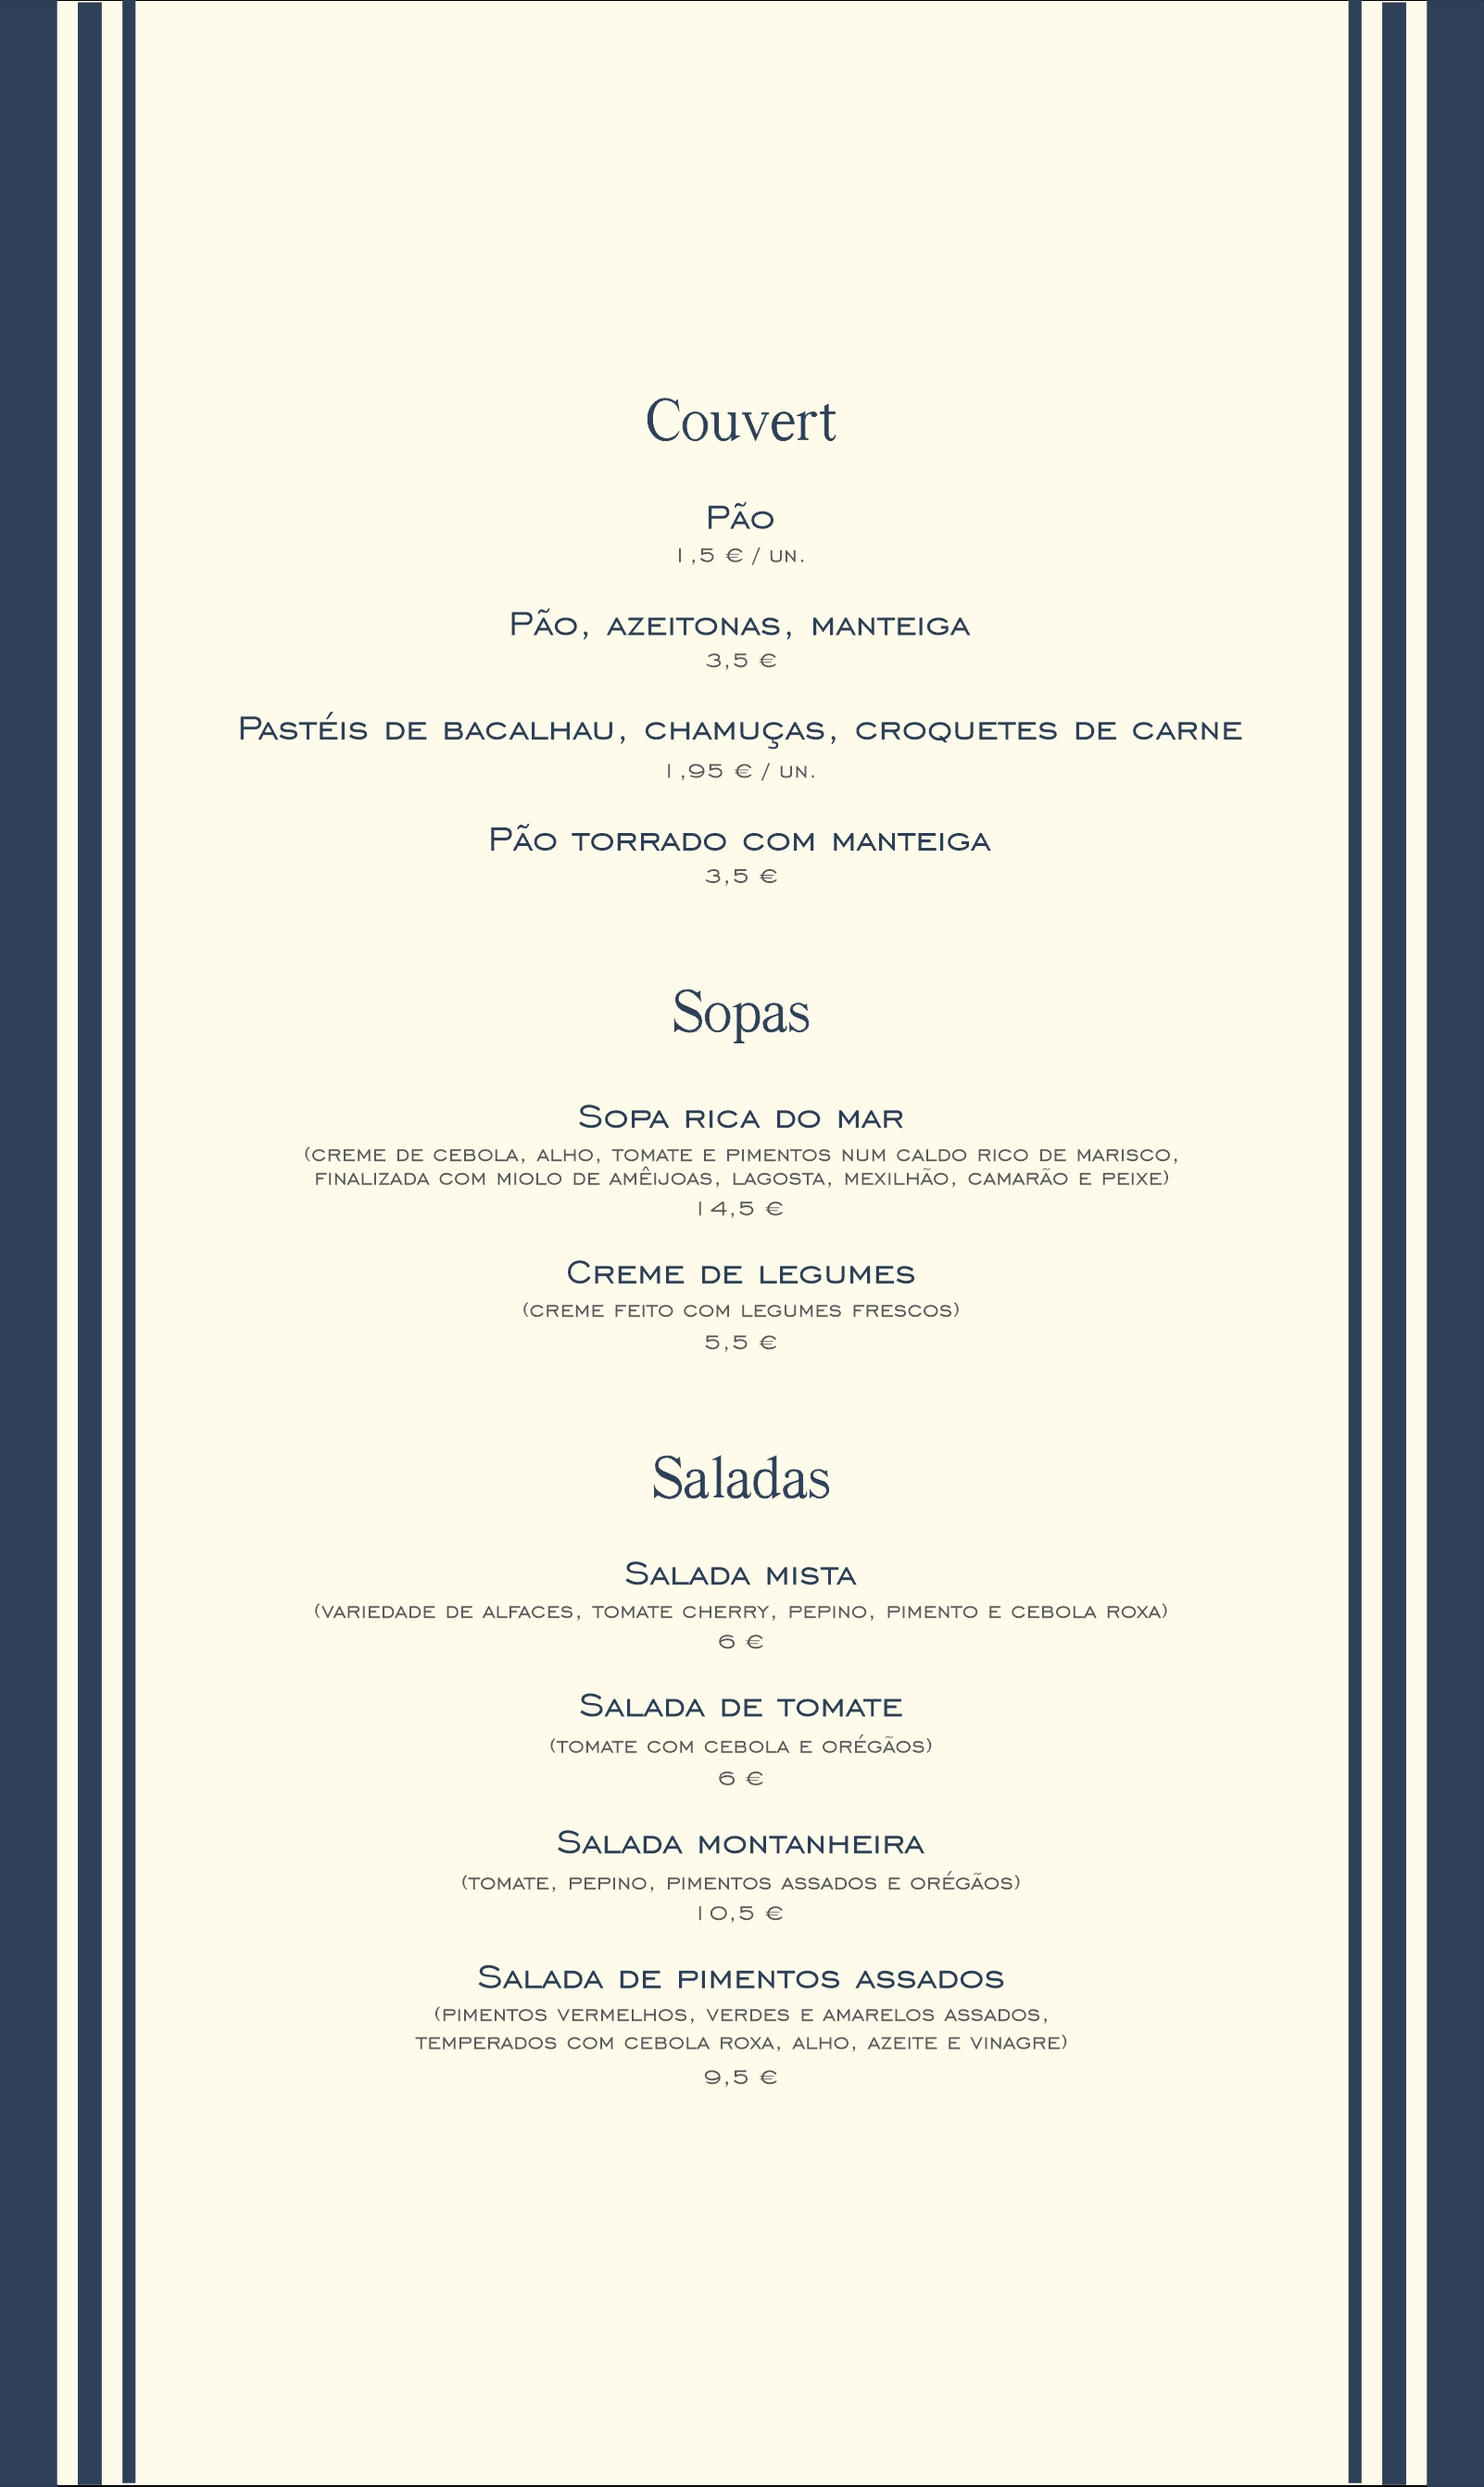 Couvert
Pão
1,5 € / un.
Pão, azeitonas, manteiga
3,5 €
Pastéis de bacalhau, chamuças, croquetes de carne
1,95 € / un.
Pão torrado com manteiga
3,5 €
Sopas
Sopa rica do mar
(creme de cebola, alho, tomate e pimentos num caldo rico de marisco,
finalizada com miolo de amêijoas, lagosta, mexilhão, camarão e peixe)
14,5 €
Creme de legumes
(creme feito com legumes frescos)
5,5 €
Saladas
Salada mista
(variedade de alfaces, tomate cherry, pepino, pimento e cebola roxa)
6 €
Salada de tomate
(tomate com cebola e orégãos)
6 €
Salada montanheira
(tomate, pepino, pimentos assados e orégãos)
10,5 €
Salada de pimentos assados
(pimentos vermelhos, verdes e amarelos assados,
temperados com cebola roxa, alho, azeite e vinagre)
9,5 €